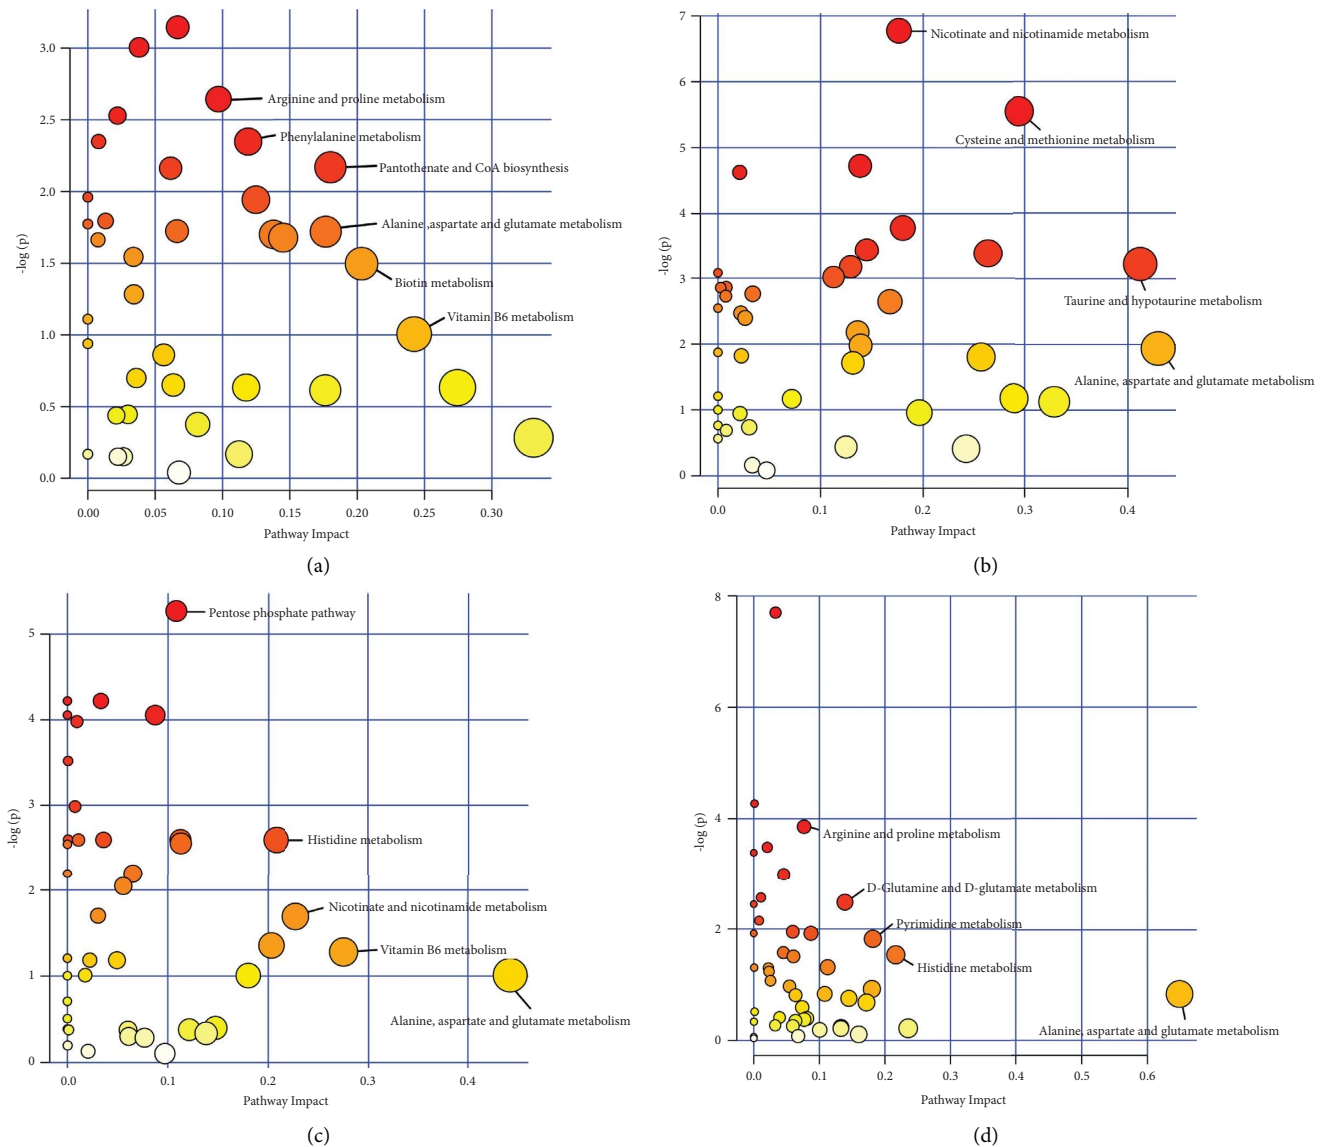 3.0
2.5
2.0
1.5
1.0
0.5
0.0
-log (p)
Arginine and proline metabolism
Phenylalanine metabolism
Pantothenate and CoA biosynthesis
Alanine ,aspartate and glutamate metabolism
Biotin metabolism
Vitamin B6 metabolism
0.00 0.05 0.10 0.15 0.20 0.25 0.30
Pathway Impact
(a)
7
6
5
4
3
2
1
0
-log (p)
Nicotinate and nicotinamide metabolism
Cysteine and methionine metabolism
Taurine and hypotaurine metabolism
Alanine, aspartate and glutamate metabolism
0.0 0.1 0.2 0.3 0.4
Pathway Impact
(b)
5
4
3
2
1
0
-log (p)
Pentose phosphate pathway
Histidine metabolism
Nicotinate and nicotinamide metabolism
Vitamin B6 metabolism
Alanine, aspartate and glutamate metabolism
0.0 0.1 0.2 0.3 0.4
Pathway Impact
(c)
8
6
4
2
0
-log (p)
Arginine and proline metabolism
D-Glutamine and D-glutamate metabolism
Pyrimidine metabolism
Histidine metabolism
Alanine, aspartate and glutamate metabolism
0.0 0.1 0.2 0.3 0.4 0.5 0.6
Pathway Impact
(d)